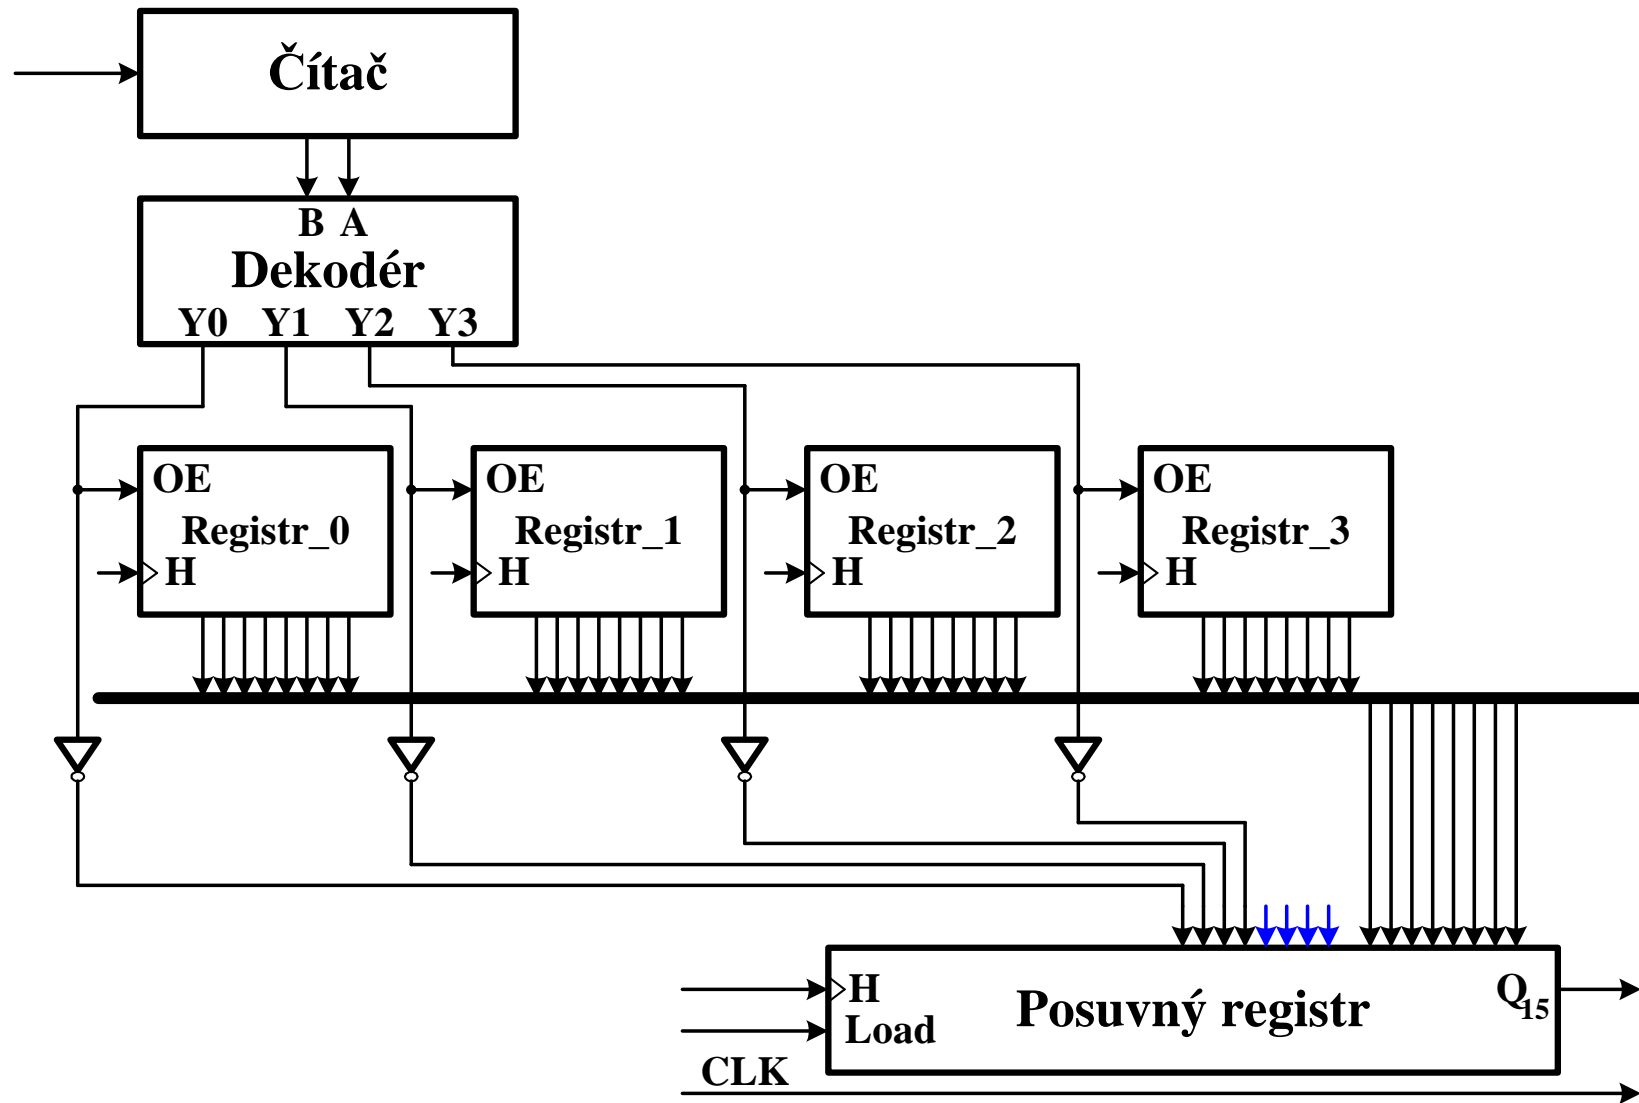 Čítač
B A
Dekodér
Y0 Y1 Y2 Y3
OE OE OE OE
Registr_0 Registr_1 Registr_2 Registr_3
H H H H
H Posuvný registr Q15
Load
CLK